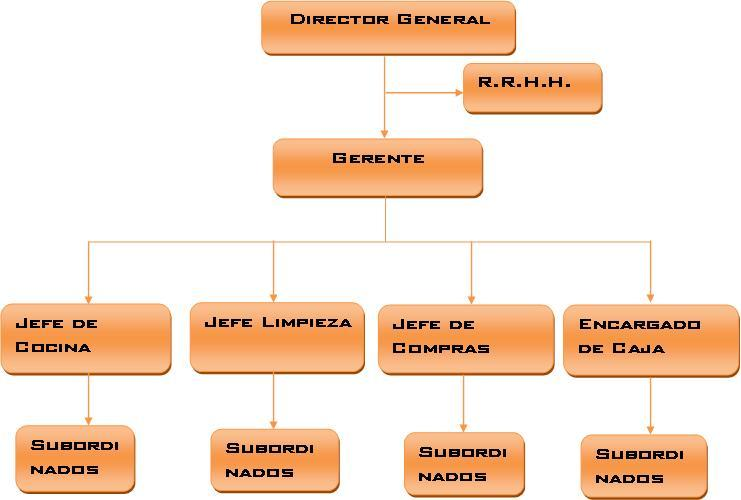 Director General
R.R.H.H.
Gerente
Jefe de
Cocina
Jefe Limpieza
Jefe de
Compras
Encargado
de Caja
Subordi
nados
Subordi
nados
Subordi
nados
Subordi
nados